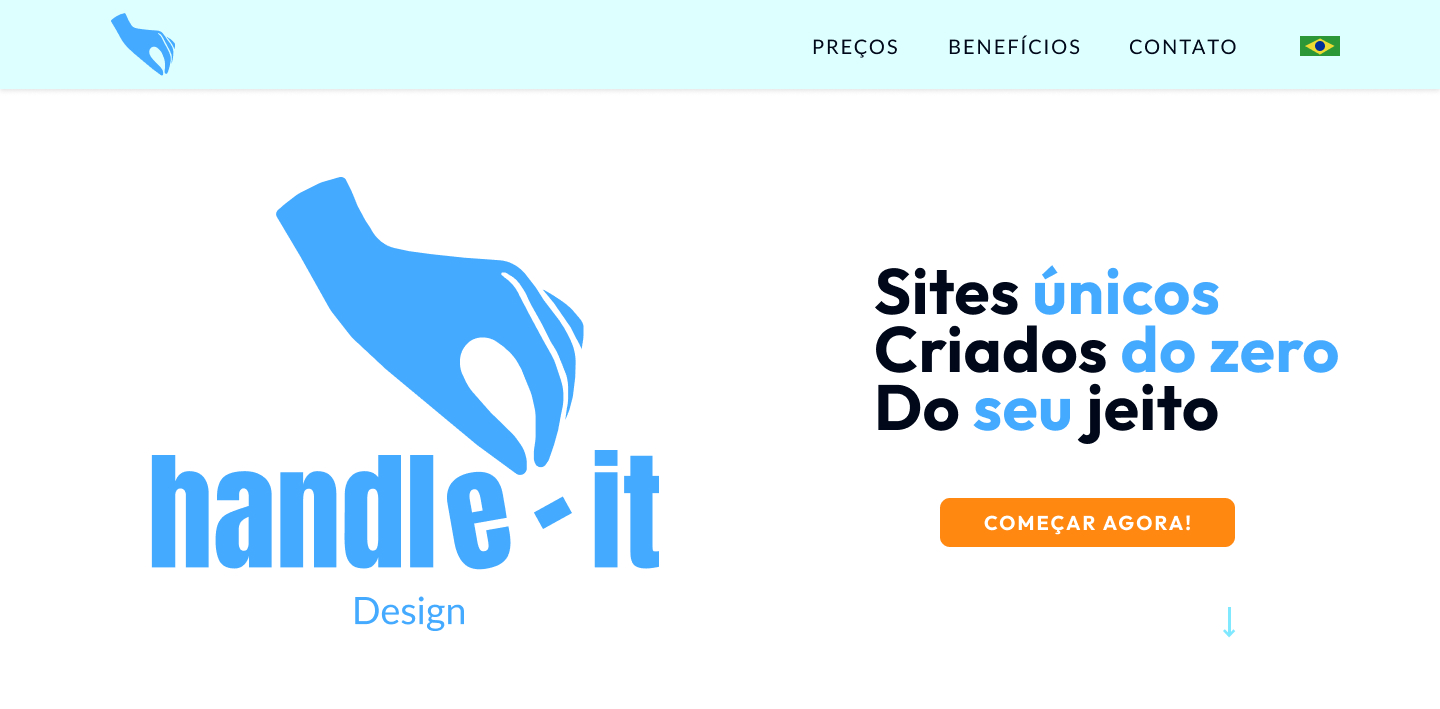 PREÇOS BENEFÍCIOS CONTATO
handle-it
Design
Sites únicos
Criados do zero
Do seu jeito
COMEÇAR AGORA!